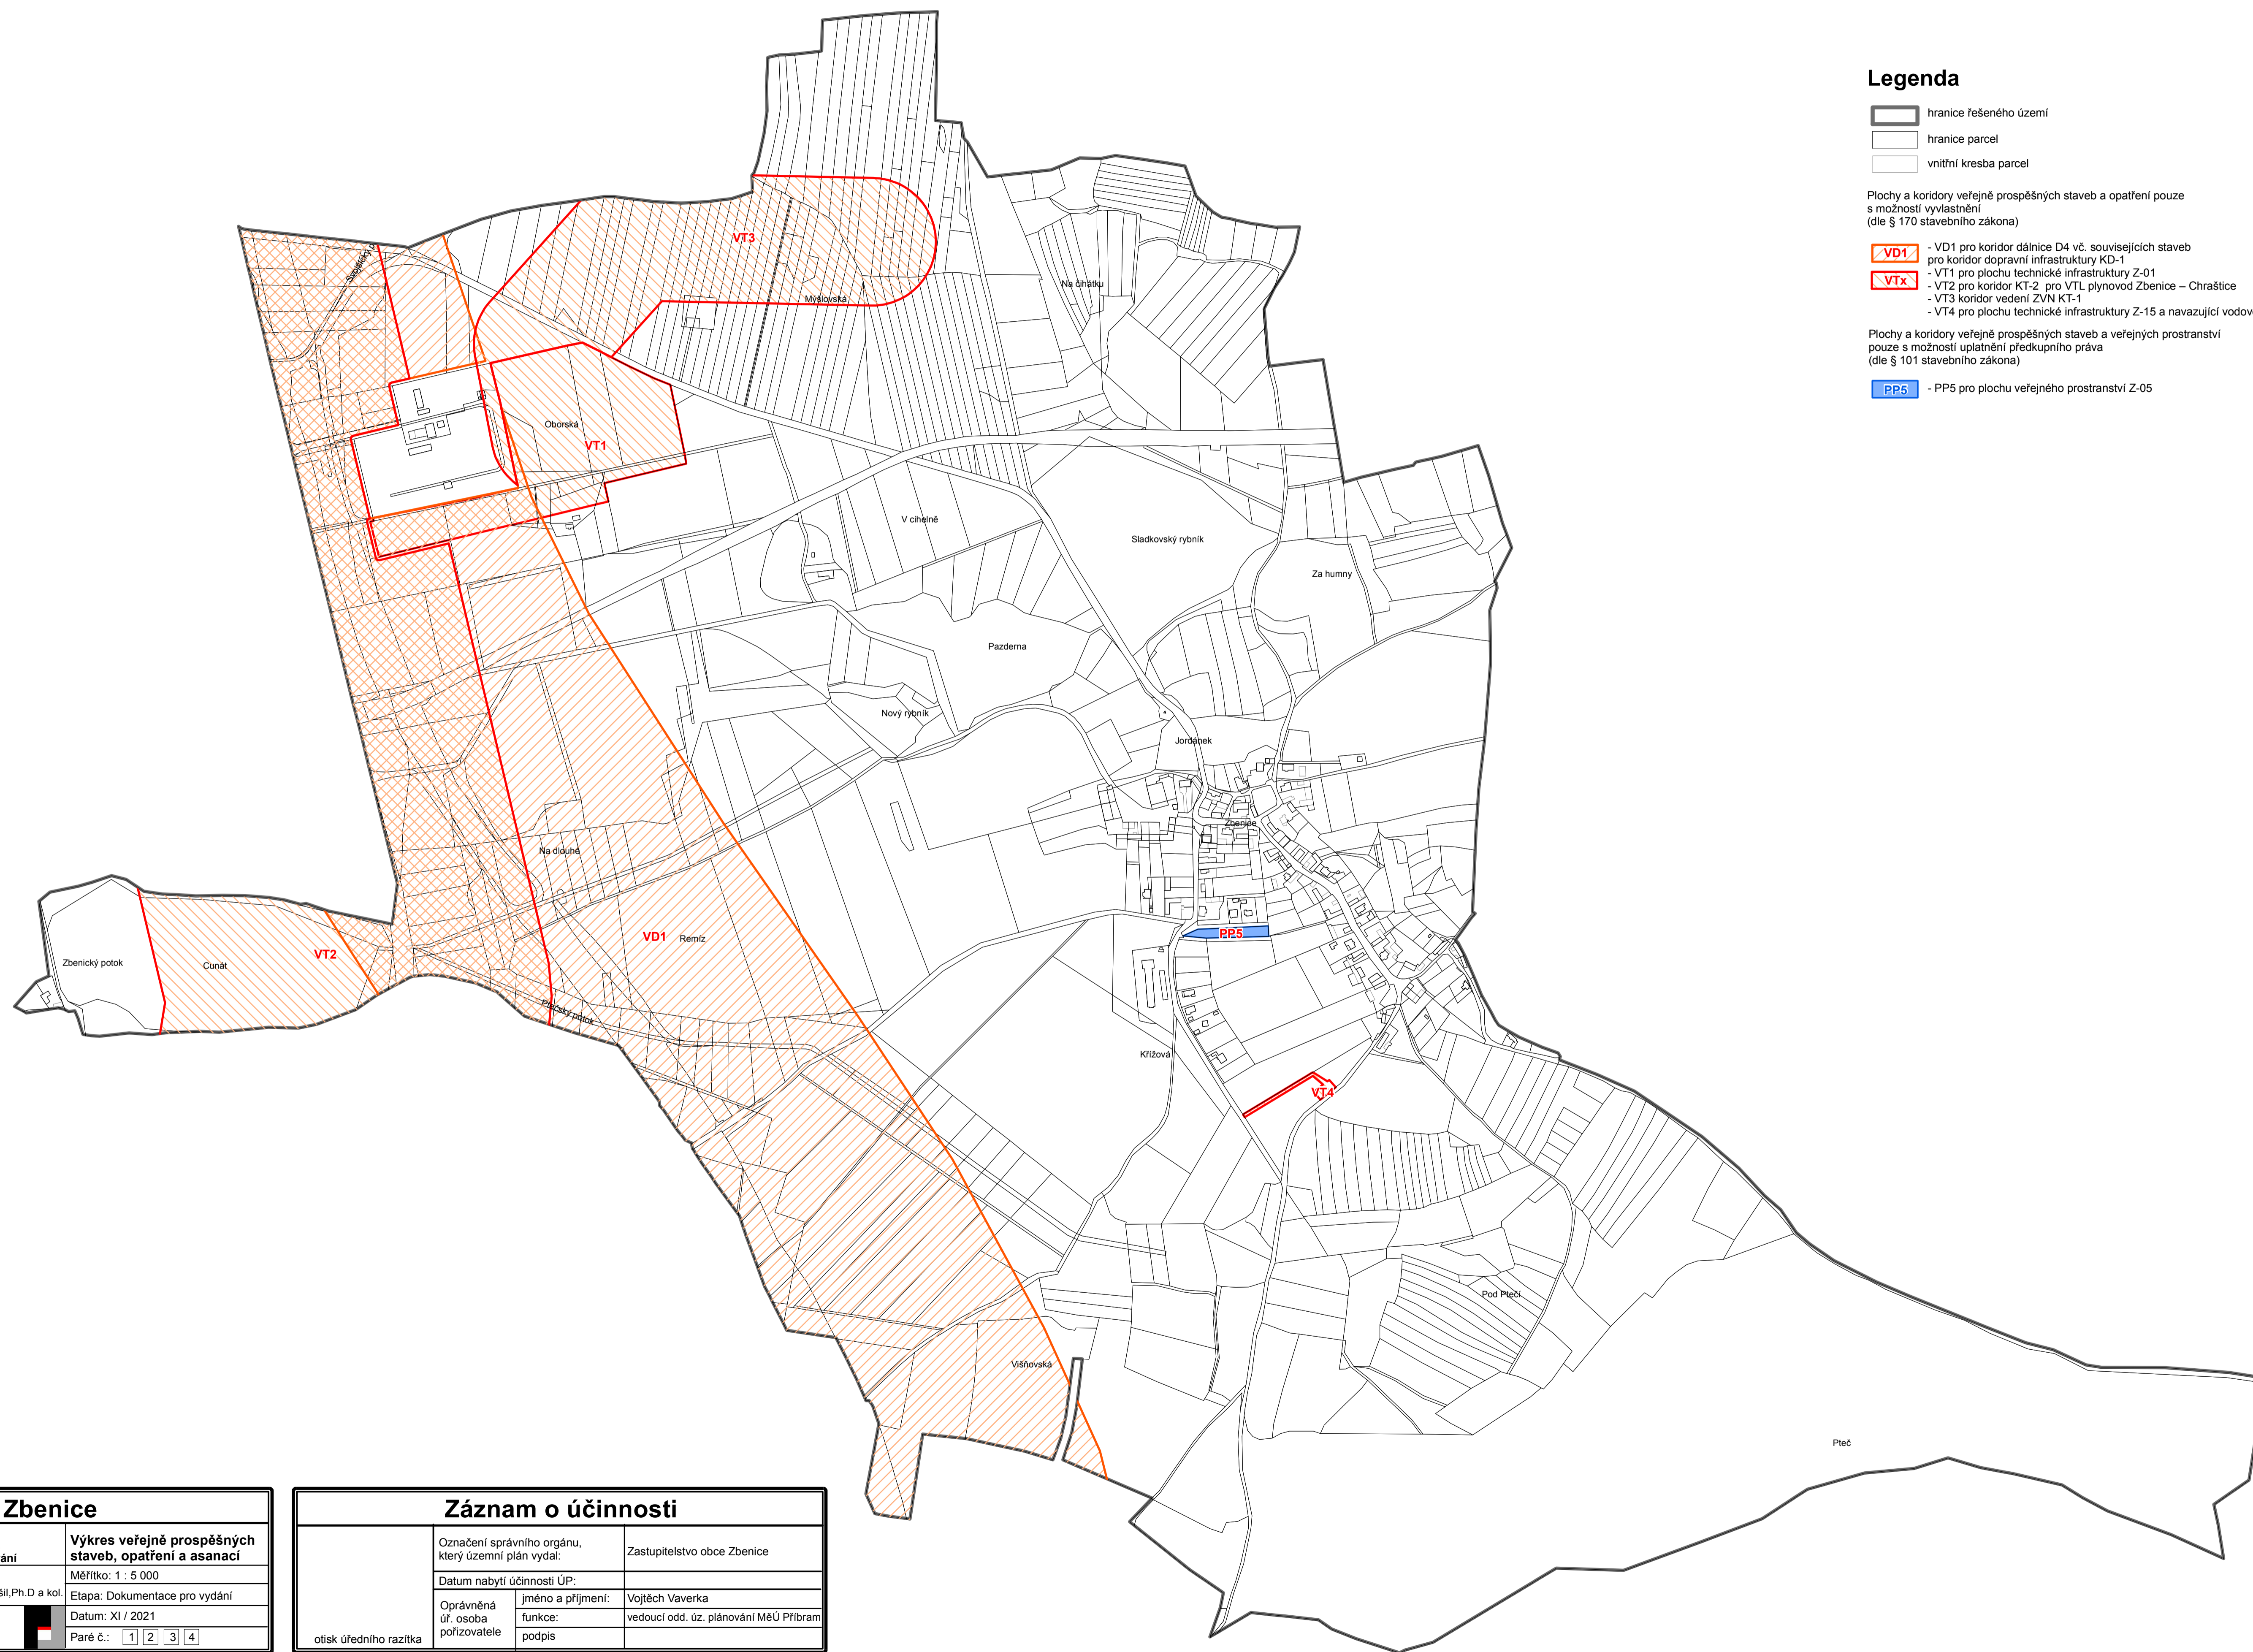 Legenda
hranice řešeného území
hranice parcel
vnitřní kresba parcel
Plochy a koridory veřejně prospěšných staveb a opatření pouze
s možností vyvlastnění
(dle § 170 stavebního zákona)
VD1
- VD1 pro koridor dálnice D4 vč. souvisejících staveb
pro koridor dopravní infrastruktury KD-1
VTx
- VT1 pro plochu technické infrastruktury Z-01
- VT2 pro koridor KT-2 pro VTL plynovod Zbenice – Chraštice
- VT3 koridor vedení ZVN KT-1
- VT4 pro plochu technické infrastruktury Z-15 a navazující
Plochy a koridory veřejně prospěšných staveb a veřejných prostranství
pouze s možností uplatnění předkupního práva
(dle § 101 stavebního zákona)
PP5
- PP5 pro plochu veřejného prostranství Z-05
VT3
Myšlovská
Na čihátku
Oborská
VT1
V cihelně
Sladkovský rybník
Za humny
Pazderna
Nový rybník
Jordánek
Zbenice
Na dlouhé
VD1
Remíz
PP5
VT2
Cunát
Zbenický potok
Ptečský potok
Křížová
VT4
Pod Ptečí
Višňovská
Pteč
Zbenice
Výkres veřejně prospěšných
staveb, opatření a asanací
Měřítko: 1 : 5 000
Ph.D a kol.
Etapa: Dokumentace pro vydání
Datum: XI / 2021
Paré č.: 1 2 3 4
Záznam o účinnosti
Označení správního orgánu,
který územní plán vydal:
Zastupitelstvo obce Zbenice
Datum nabytí účinnosti ÚP:
Oprávněná
úř. osoba
pořizovatele
jméno a příjmení:
Vojtěch Vaverka
funkce:
vedoucí odd. úz. plánování MěÚ Příbram
podpis
otisk úředního razítka